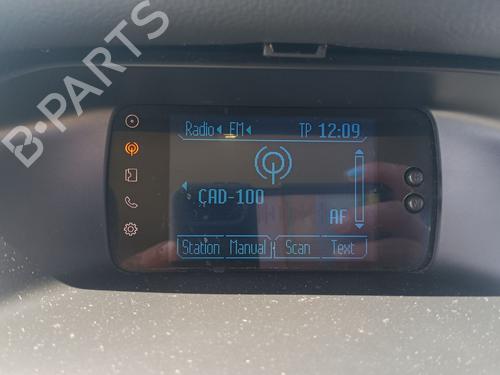 B-PARTS
Radio FM TP 12:09
CAD-100
AF
Station Manual Scan Text